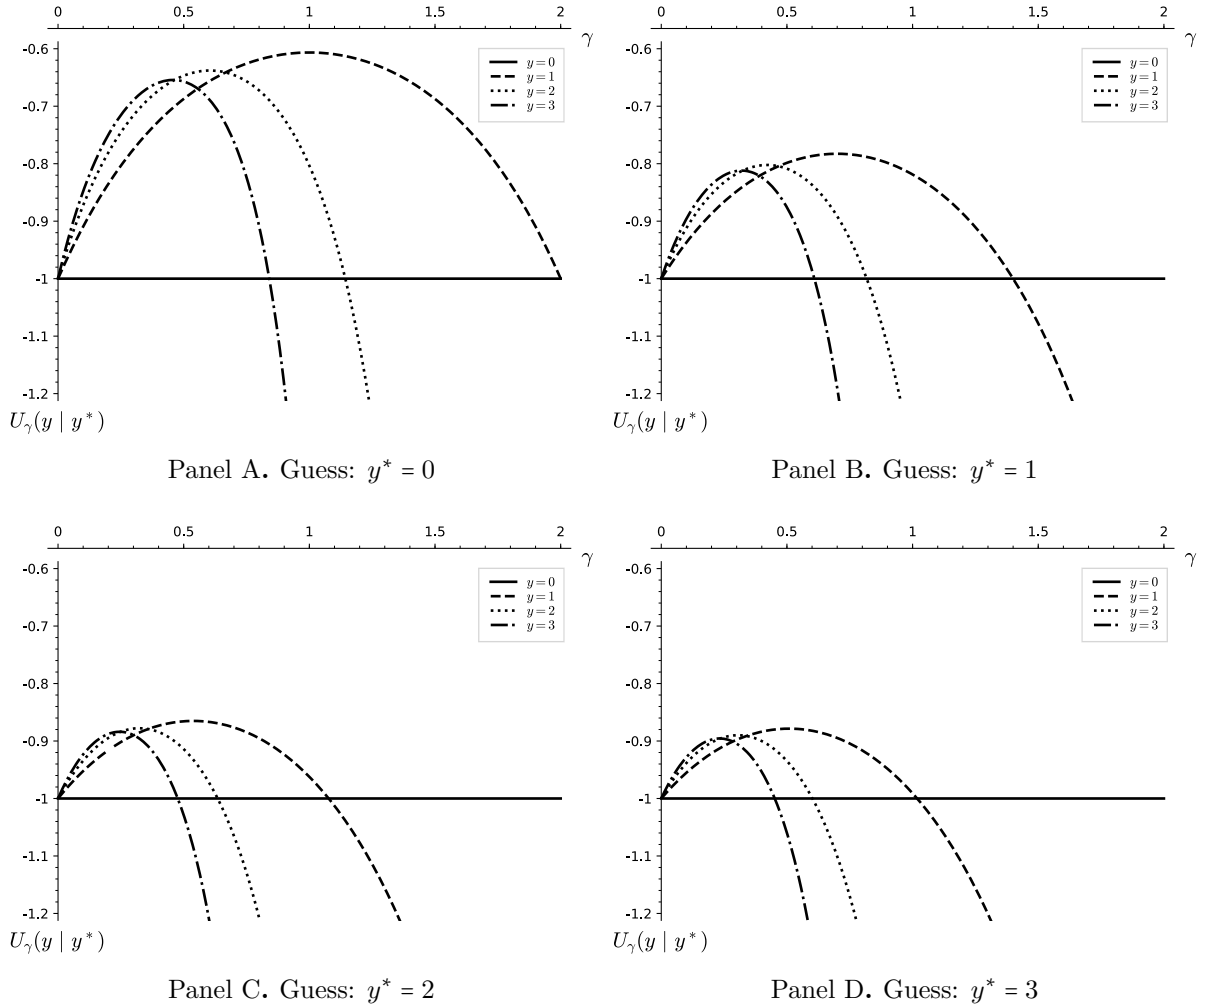 0 0.5 1 1.5 2
γ
-0.6
-0.7
-0.8
-0.9
-1
-1.1
-1.2
y=0
y=1
y=2
y=3
U_γ(y | y*)
Panel A. Guess: y* = 0
0 0.5 1 1.5 2
γ
-0.6
-0.7
-0.8
-0.9
-1
-1.1
-1.2
y=0
y=1
y=2
y=3
U_γ(y | y*)
Panel B. Guess: y* = 1
0 0.5 1 1.5 2
γ
-0.6
-0.7
-0.8
-0.9
-1
-1.1
-1.2
y=0
y=1
y=2
y=3
U_γ(y | y*)
Panel C. Guess: y* = 2
0 0.5 1 1.5 2
γ
-0.6
-0.7
-0.8
-0.9
-1
-1.1
-1.2
y=0
y=1
y=2
y=3
U_γ(y | y*)
Panel D. Guess: y* = 3